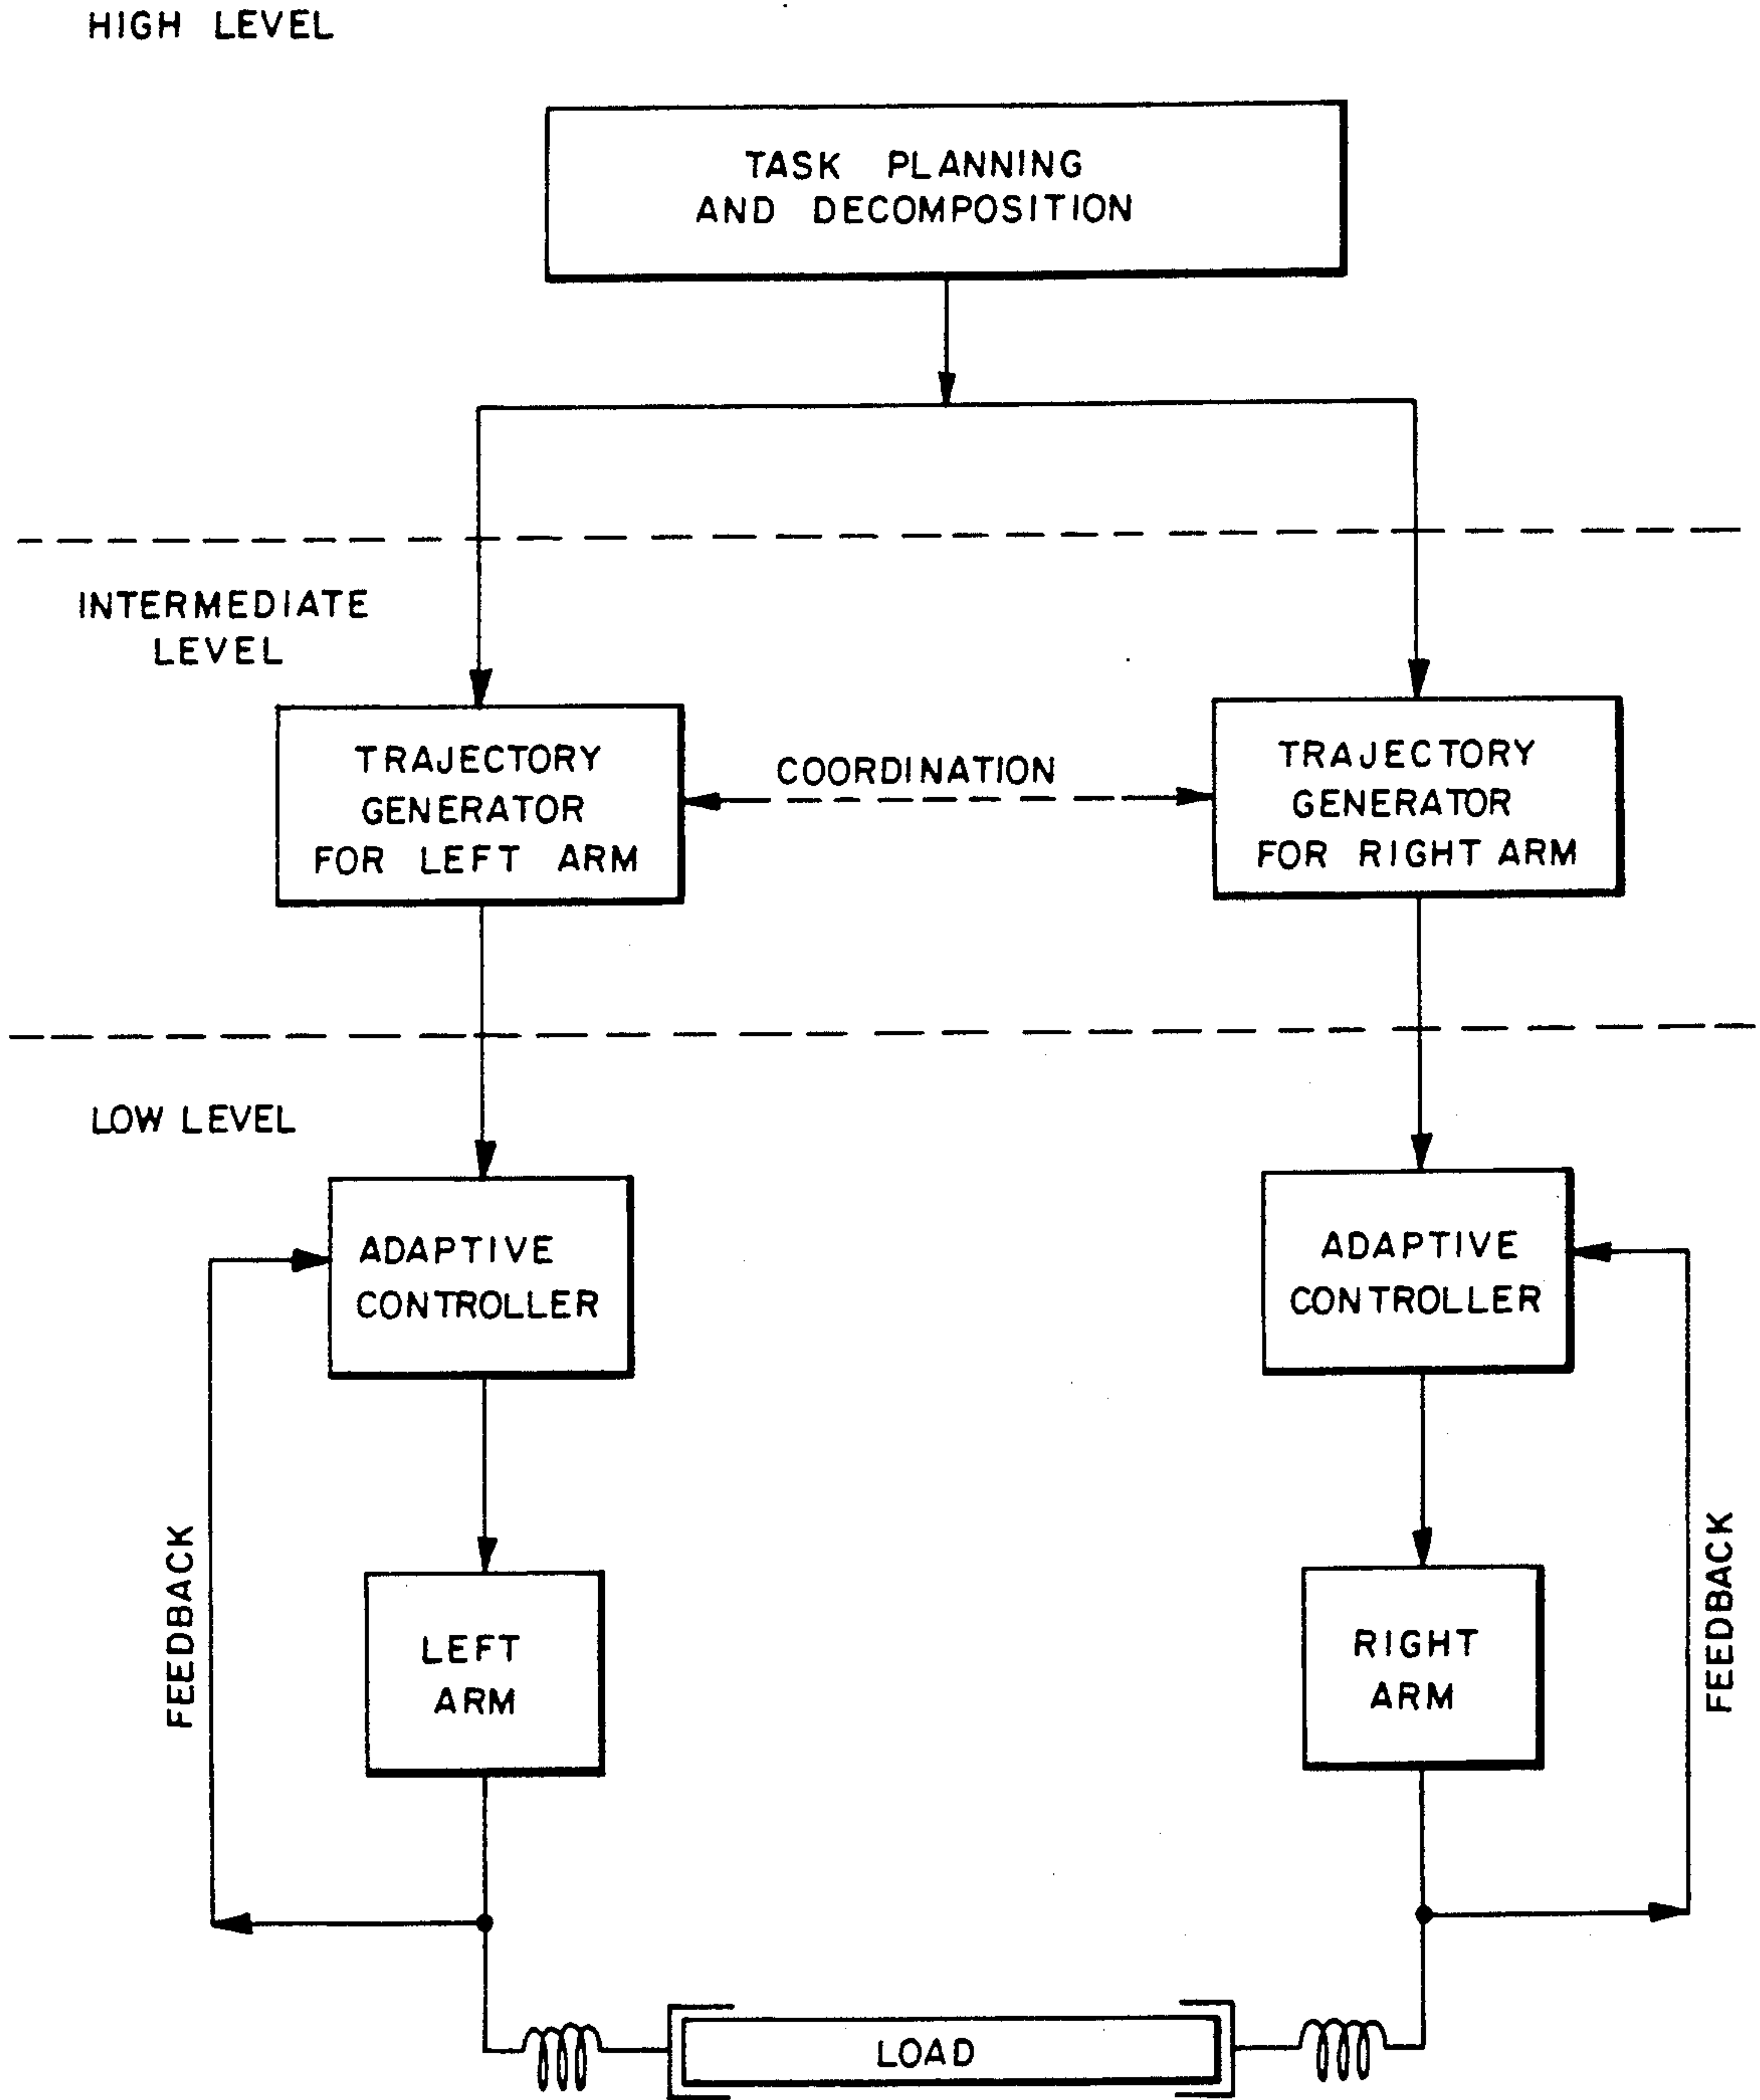 HIGH LEVEL
TASK PLANNING
AND DECOMPOSITION
INTERMEDIATE
LEVEL
TRAJECTORY
GENERATOR
FOR LEFT ARM
COORDINATION
TRAJECTORY
GENERATOR
FOR RIGHT ARM
LOW LEVEL
ADAPTIVE
CONTROLLER
ADAPTIVE
CONTROLLER
FEEDBACK
LEFT
ARM
RIGHT
ARM
FEEDBACK
LOAD